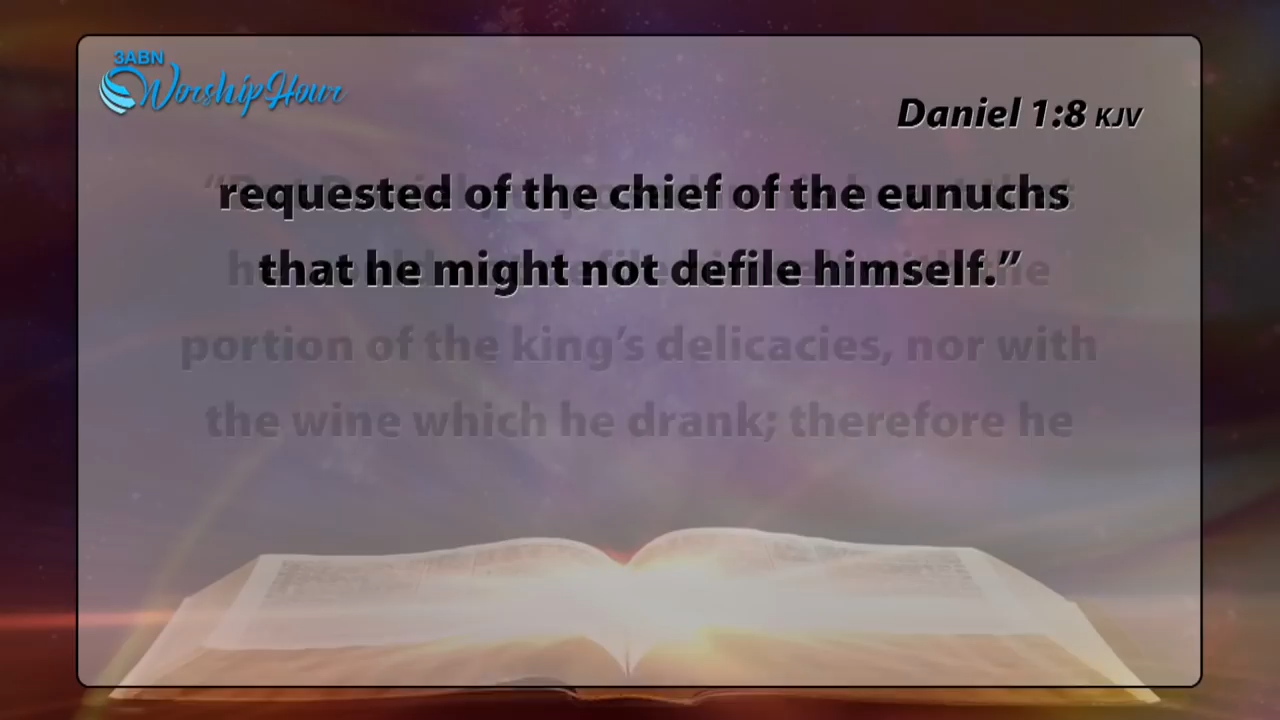 3ABN
Worship Hour
Daniel 1:8 KJV
requested of the chief of the eunuchs
that he might not defile himself.”
portion of the king’s delicacies, nor with
the wine which he drank; therefore he